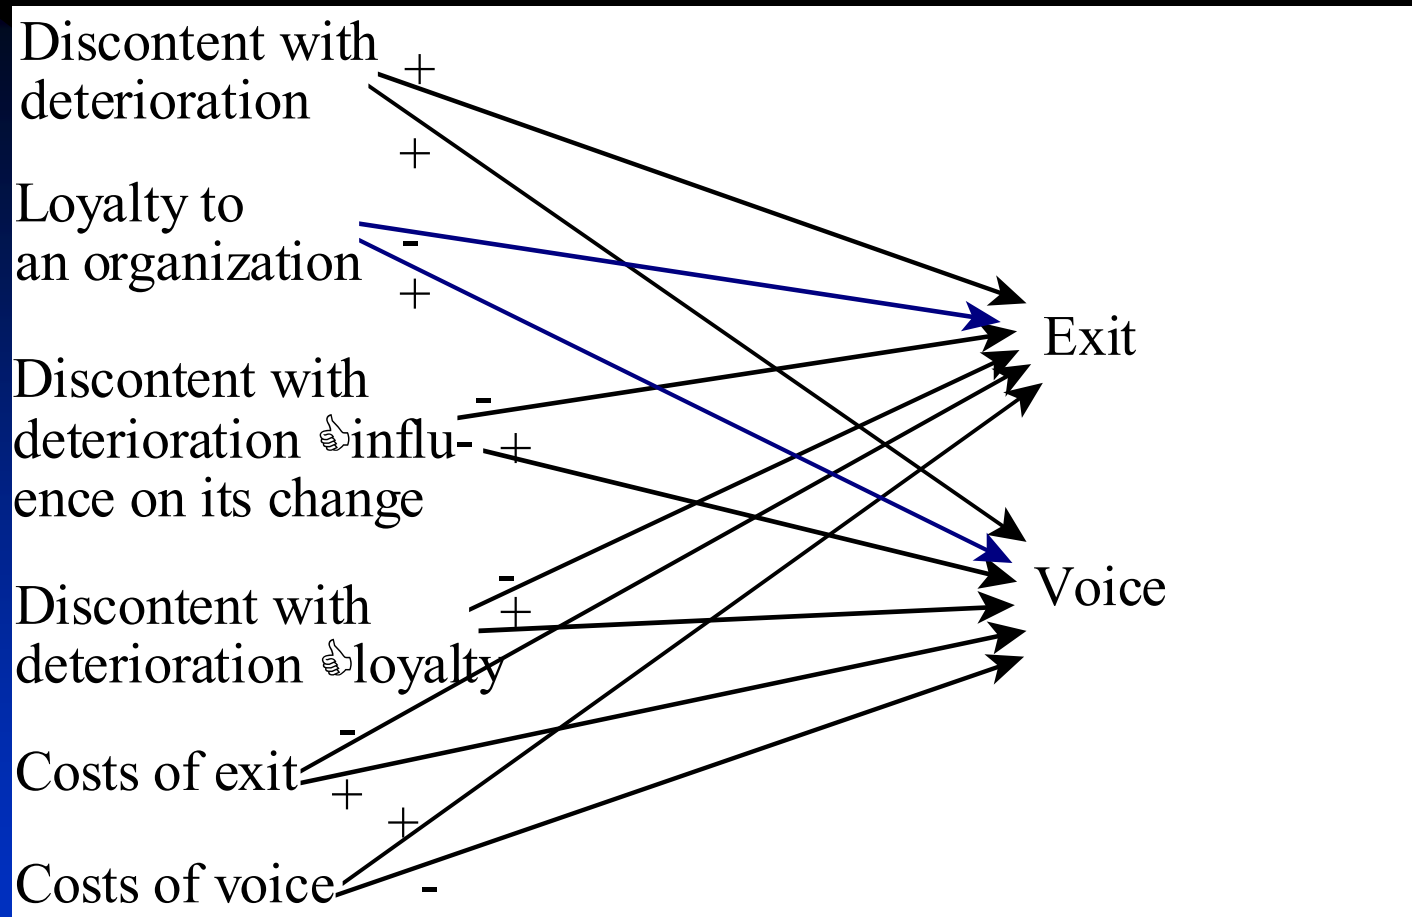 Discontent with
deterioration
+
+
Loyalty to
an organization
-
+
Exit
Discontent with
deterioration 👍influ-
ence on its change
-
+
Voice
Discontent with
deterioration 👍loyalty
-
+
Costs of exit
-
+
Costs of voice
+
-